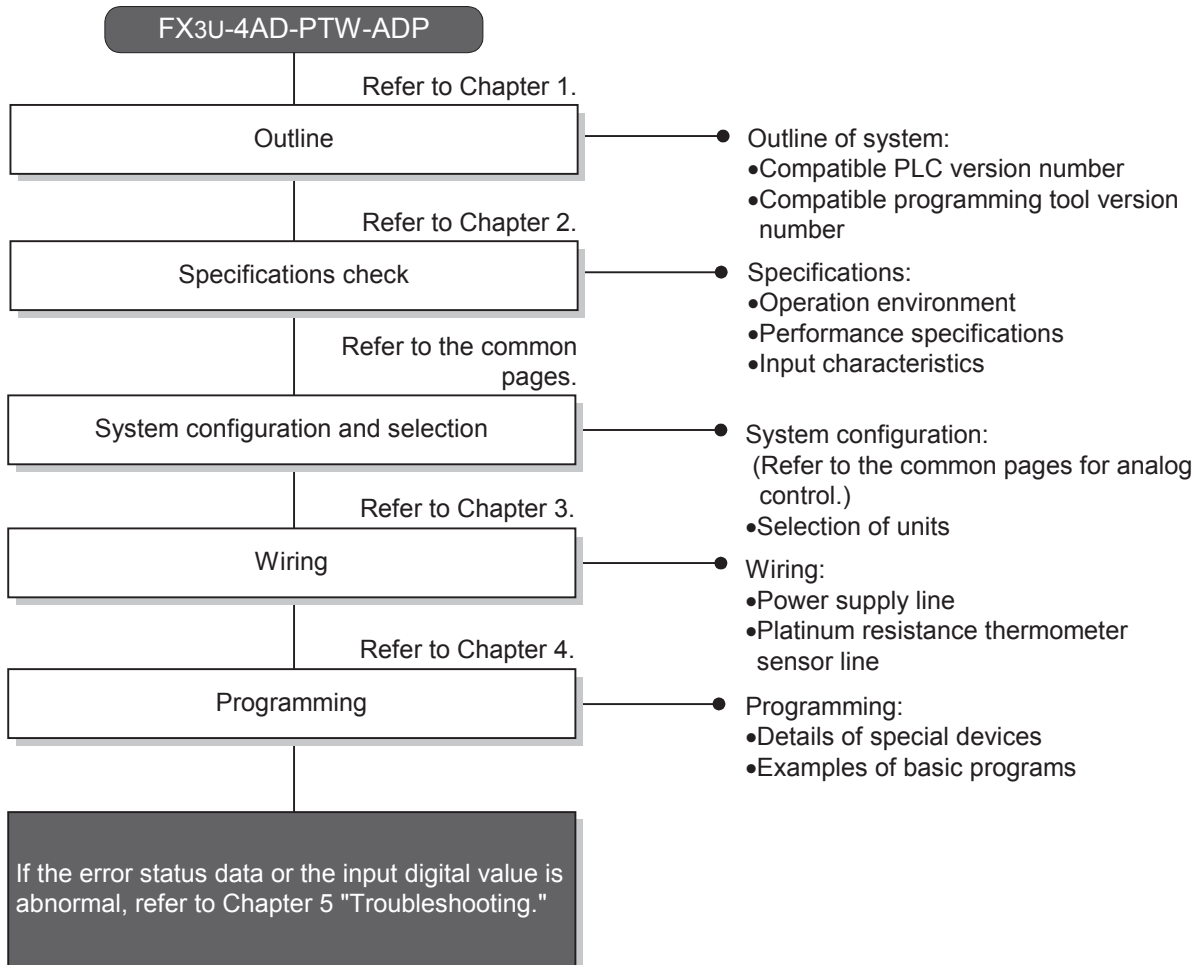 FX3U-4AD-PTW-ADP
Refer to Chapter 1.
Outline
Outline of system:
•Compatible PLC version number
•Compatible programming tool version
number
Refer to Chapter 2.
Specifications check
Specifications:
•Operation environment
•Performance specifications
•Input characteristics
Refer to the common
pages.
System configuration and selection
System configuration:
(Refer to the common pages for analog
control.)
•Selection of units
Refer to Chapter 3.
Wiring
Wiring:
•Power supply line
•Platinum resistance thermometer
sensor line
Refer to Chapter 4.
Programming
Programming:
•Details of special devices
•Examples of basic programs
If the error status data or the input digital value is
abnormal, refer to Chapter 5 "Troubleshooting."